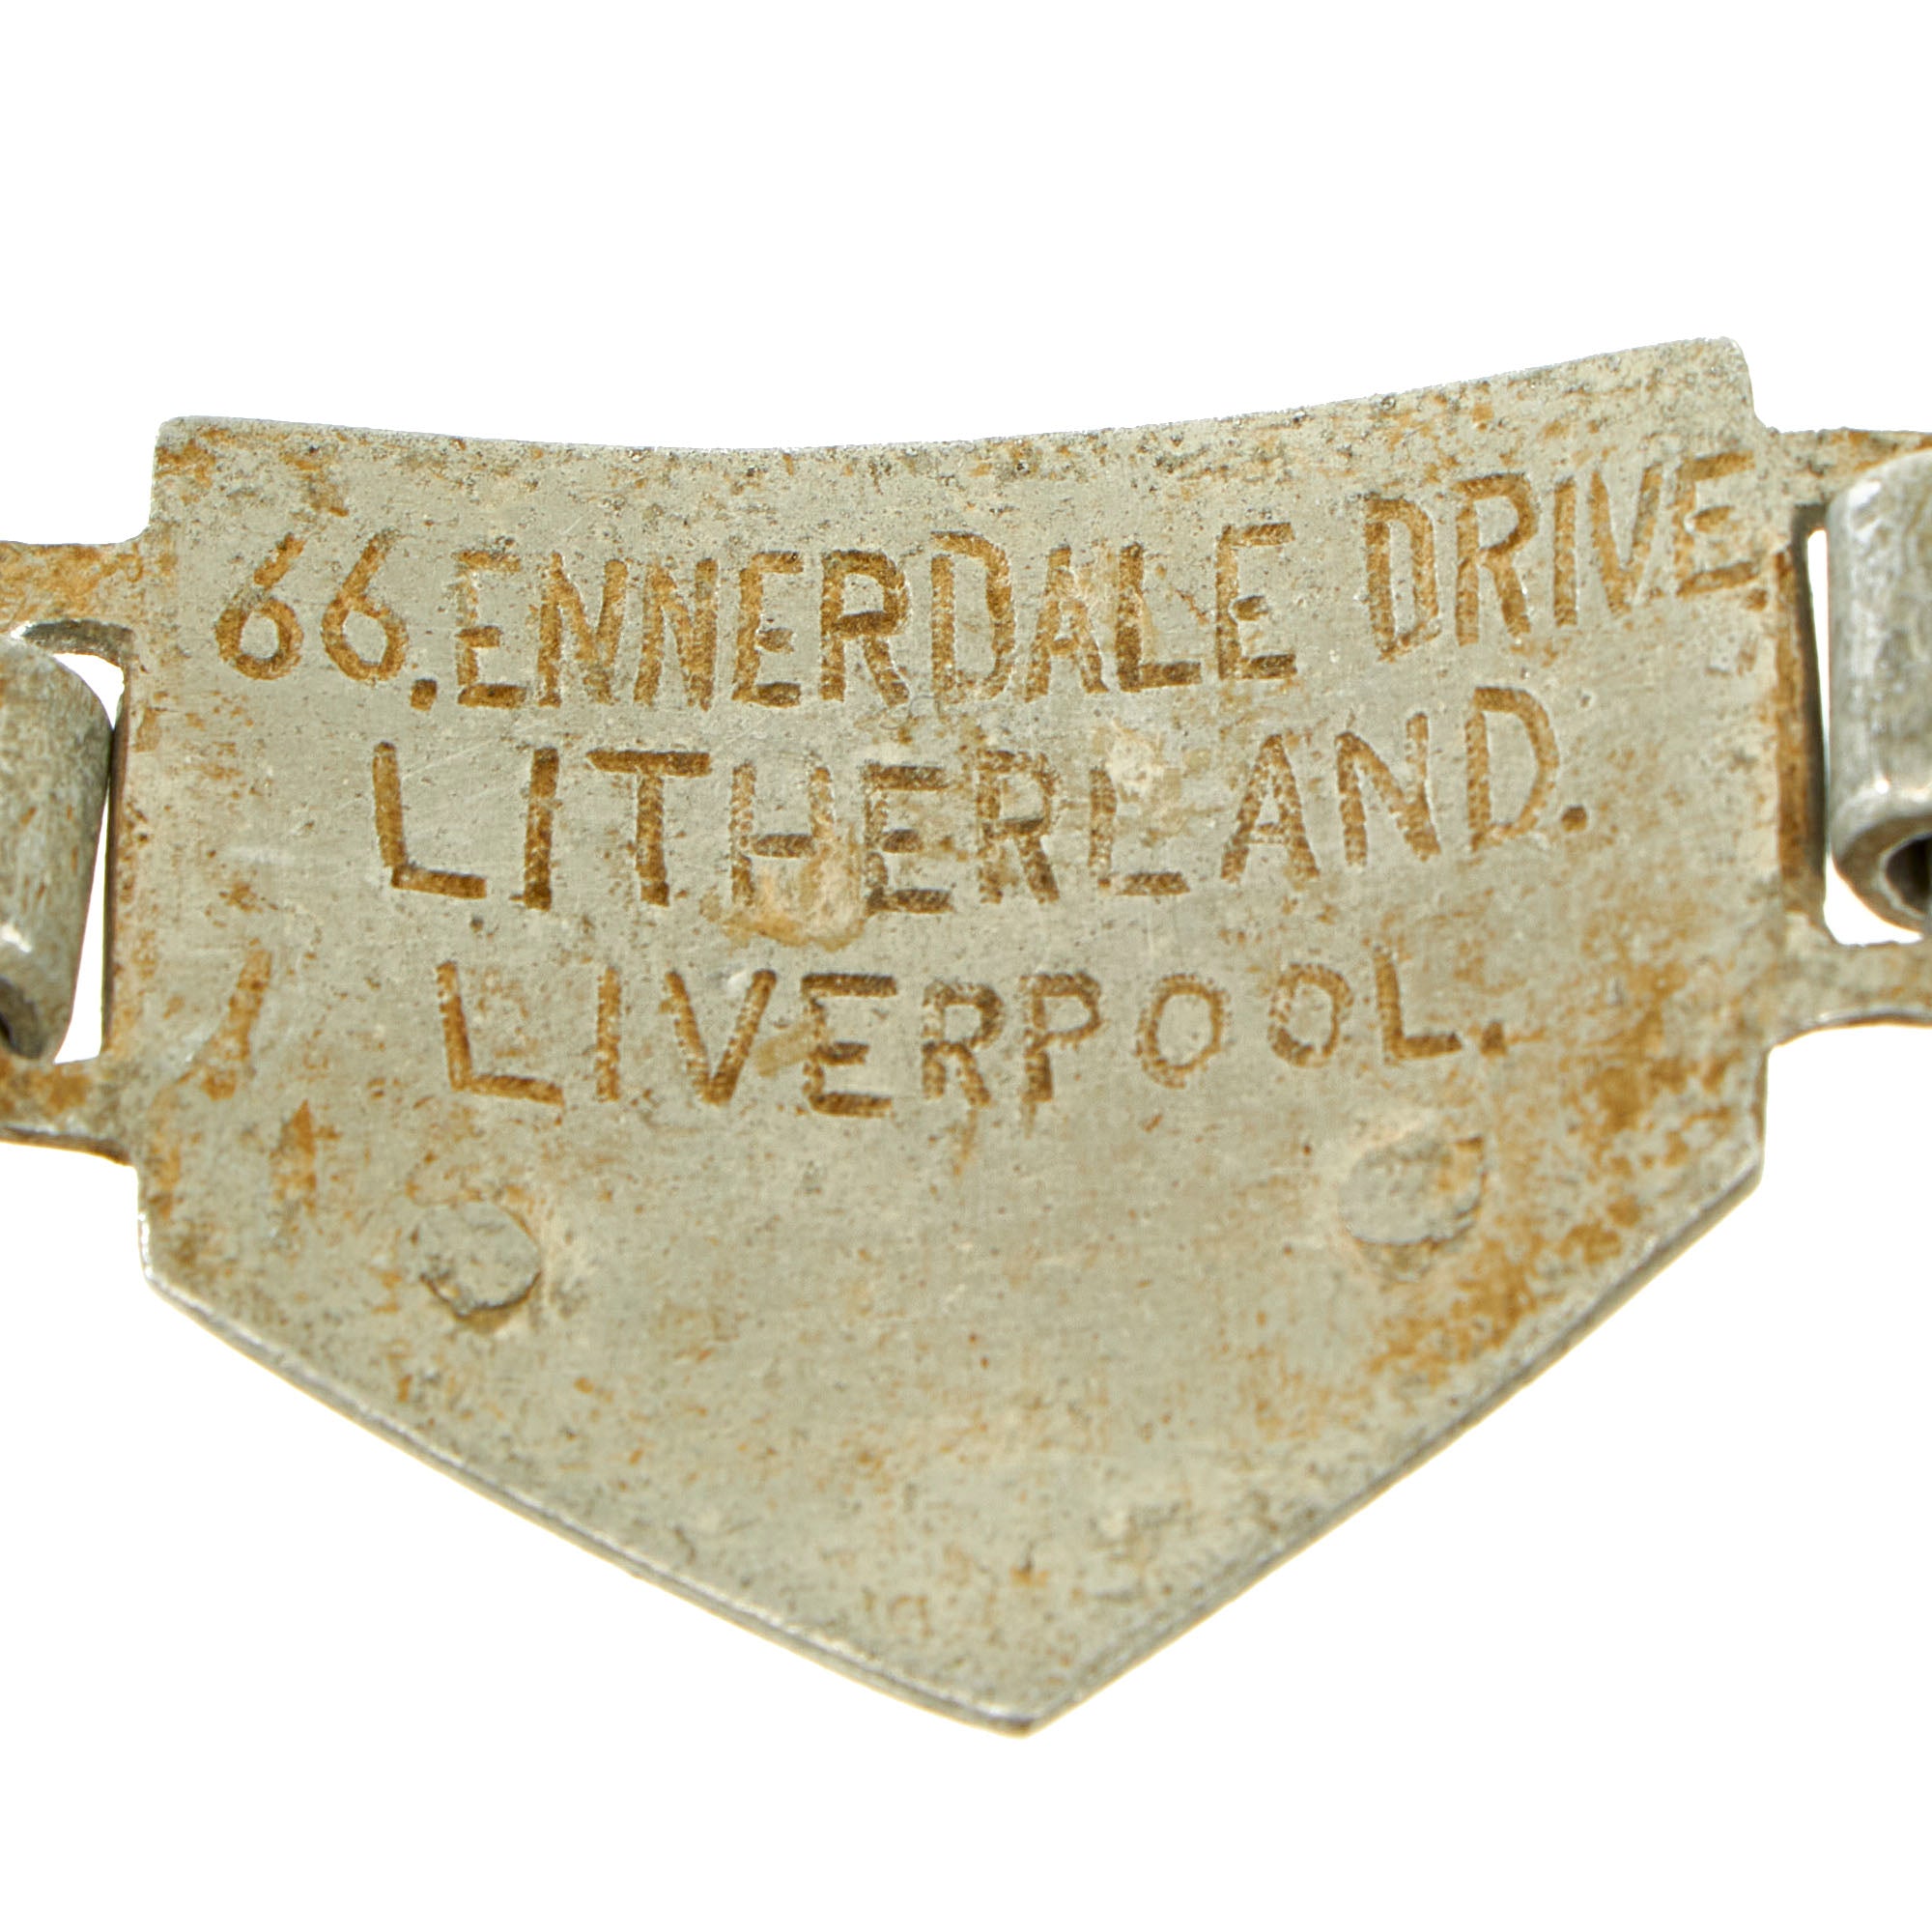 66.ENNERDALE DRIVE.
LITHERLAND.
LIVERPOOL.